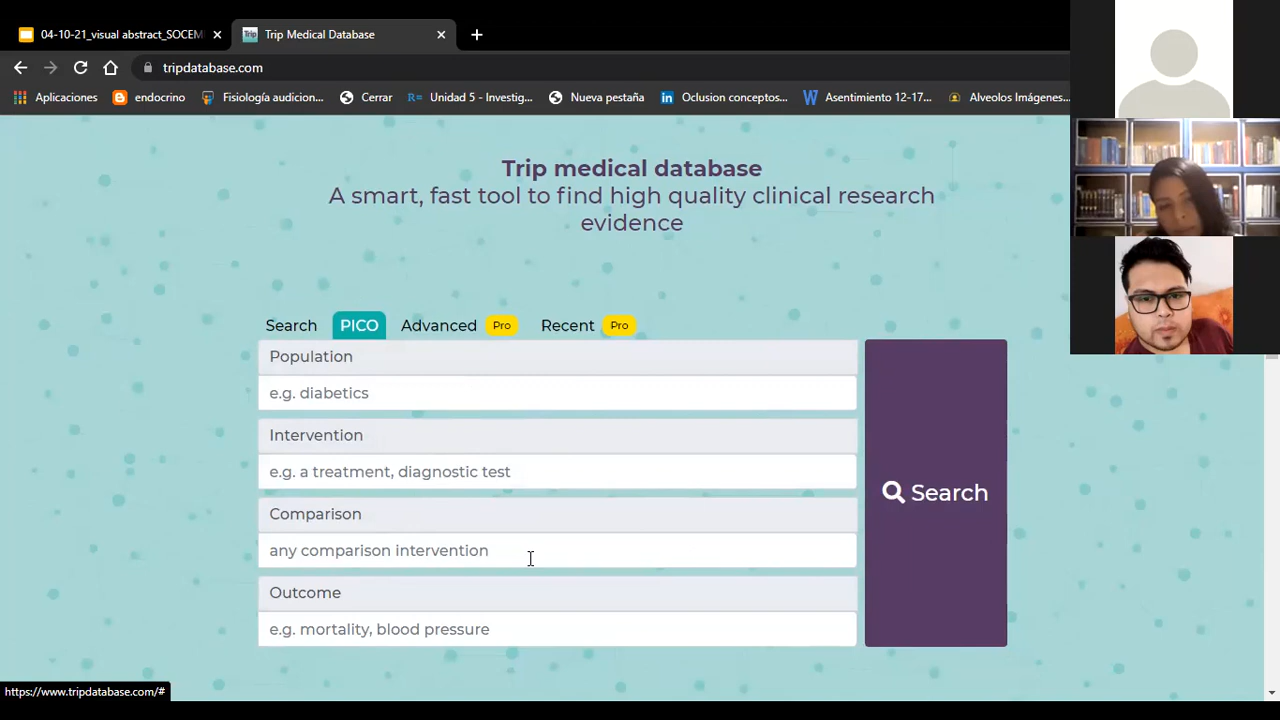 04-10-21_visual abstract_SOCEM
Trip Trip Medical Database
tripdatabase.com
Aplicaciones endocrino Fisiología audicion... Cerrar R= Unidad 5 - Investig... Nueva pestaña Oclusion conceptos... Asentimiento 12-17... Alveolos Imágenes...
Trip medical database
A smart, fast tool to find high quality clinical research
evidence
Search PICO Advanced Pro Recent Pro
Population
e.g. diabetics
Intervention
e.g. a treatment, diagnostic test
Comparison
any comparison intervention
Outcome
e.g. mortality, blood pressure
Search
https://www.tripdatabase.com/#